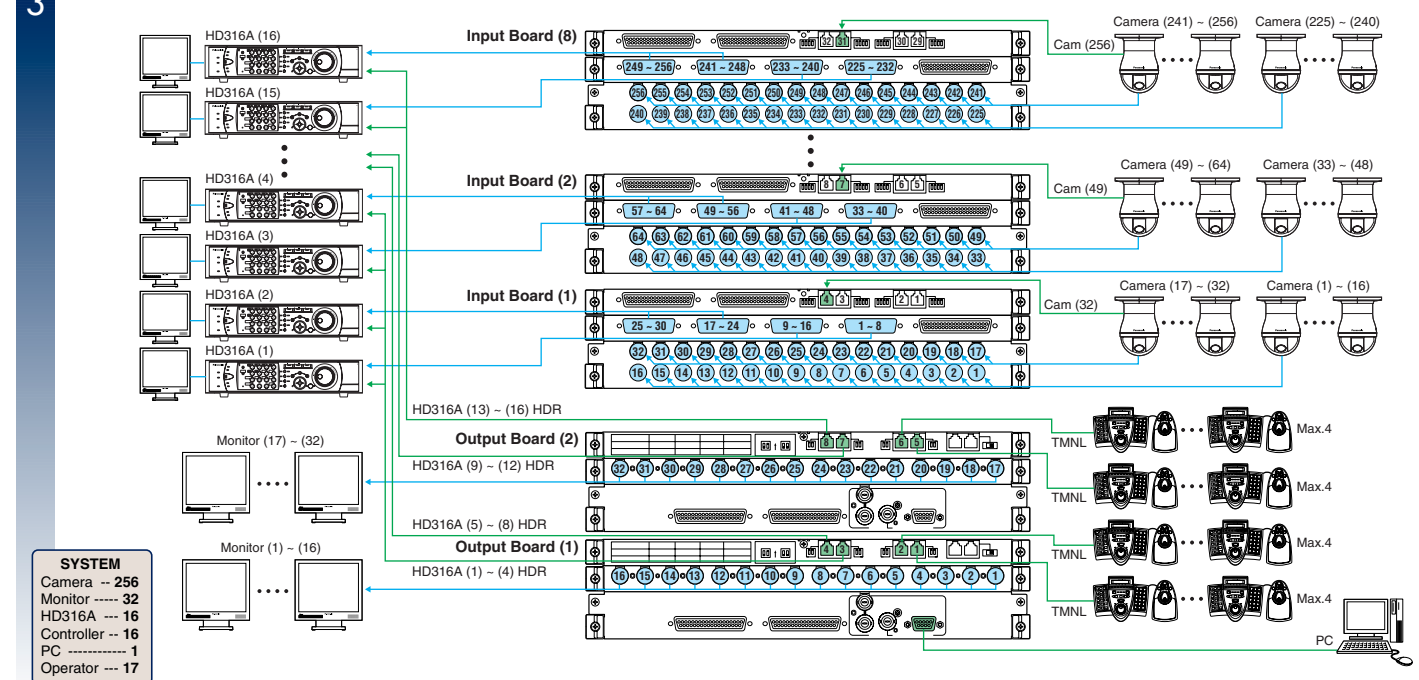 3
Camera (241) ~ (256) Camera (225) ~ (240)
HD316A (16)
Input Board (8)
32 31 30 29
Cam (256)
249 ~ 256 241 ~ 248 233 ~ 240 225 ~ 232
HD316A (15)
256 255 254 253 252 251 250 249 248 247 246 245 244 243 242 241
240 239 238 237 236 235 234 233 232 231 230 229 228 227 226 225
Camera (49) ~ (64) Camera (33) ~ (48)
HD316A (4)
Input Board (2)
8 7 6 5
Cam (49)
57 ~ 64 49 ~ 56 41 ~ 48 33 ~ 40
HD316A (3)
64 63 62 61 60 59 58 57 56 55 54 53 52 51 50 49
48 47 46 45 44 43 42 41 40 39 38 37 36 35 34 33
Camera (17) ~ (32) Camera (1) ~ (16)
HD316A (2)
Input Board (1)
4 3 2 1
Cam (32)
25 ~ 30 17 ~ 24 9 ~ 16 1 ~ 8
HD316A (1)
32 31 30 29 28 27 26 25 24 23 22 21 20 19 18 17
16 15 14 13 12 11 10 9 8 7 6 5 4 3 2 1
HD316A (13) ~ (16) HDR
Monitor (17) ~ (32)
Output Board (2)
8 7 6 5
TMNL
Max.4
HD316A (9) ~ (12) HDR
32 31 30 29 28 27 26 25 24 23 22 21 20 19 18 17
TMNL
Max.4
HD316A (5) ~ (8) HDR
Monitor (1) ~ (16)
Output Board (1)
4 3 2 1
TMNL
Max.4
HD316A (1) ~ (4) HDR
16 15 14 13 12 11 10 9 8 7 6 5 4 3 2 1
TMNL
Max.4
PC
SYSTEM
Camera -- 256
Monitor ----- 32
HD316A --- 16
Controller -- 16
PC ------------ 1
Operator --- 17